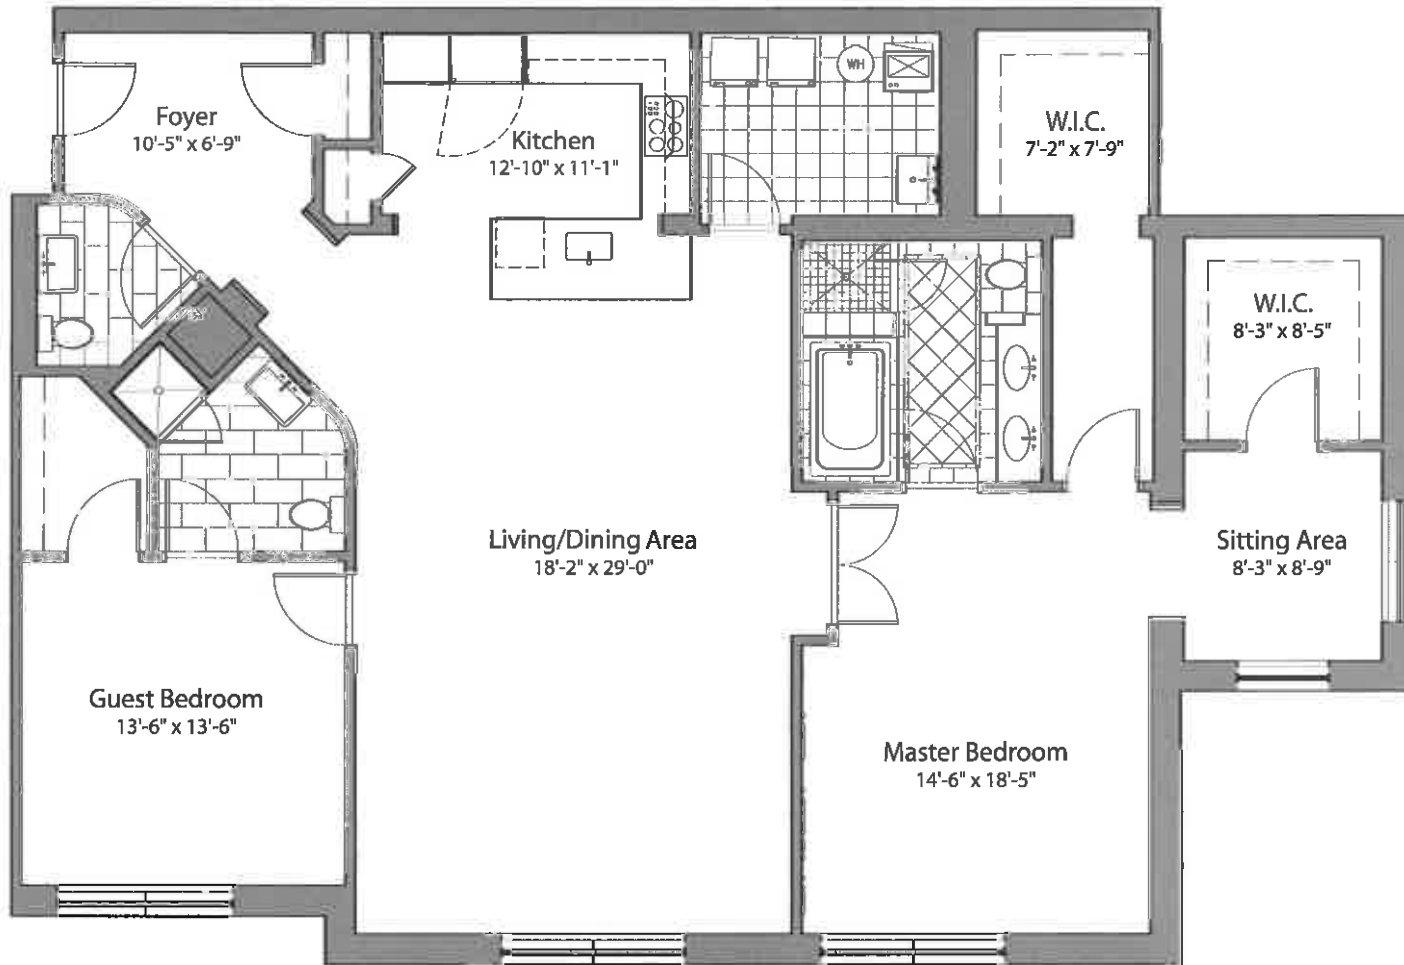 Foyer
10'-5" x 6'-9"
Kitchen
12'-10" x 11'-1"
WH
W.I.C.
7'-2" x 7'-9"
W.I.C.
8'-3" x 8'-5"
Living/Dining Area
18'-2" x 29'-0"
Sitting Area
8'-3" x 8'-9"
Guest Bedroom
13'-6" x 13'-6"
Master Bedroom
14'-6" x 18'-5"